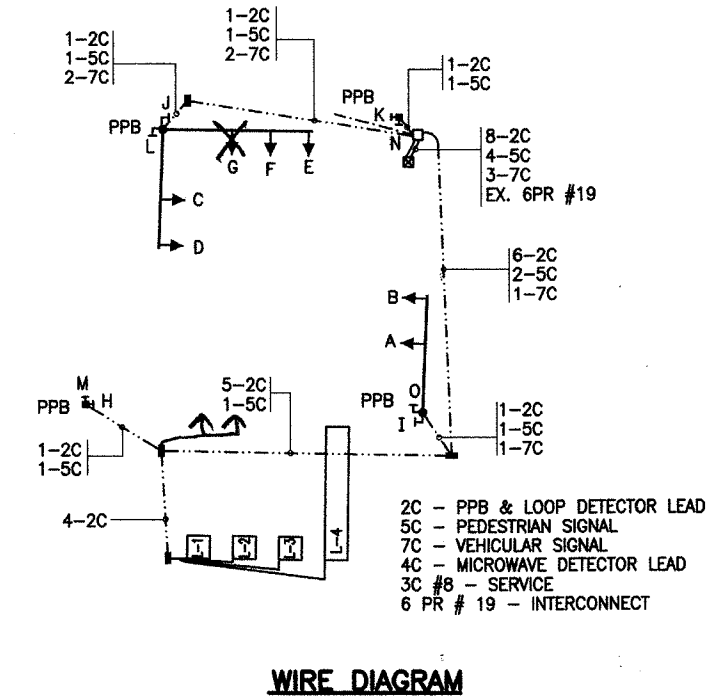 1-2C
1-5C
2-7C
1-2C
1-5C
2-7C
1-2C
1-5C
PPB
K
J
PPB
L
N
G
F
E
8-2C
4-5C
3-7C
EX. 6PR #19
C
D
6-2C
2-5C
1-7C
B
A
M
H
PPB
5-2C
1-5C
PPB
O
I
1-2C
1-5C
1-7C
1-2C
1-5C
4-2C
L-1
L-2
L-3
L-4
2C - PPB & LOOP DETECTOR LEAD
5C - PEDESTRIAN SIGNAL
7C - VEHICULAR SIGNAL
4C - MICROWAVE DETECTOR LEAD
3C #8 - SERVICE
6 PR # 19 - INTERCONNECT
WIRE DIAGRAM